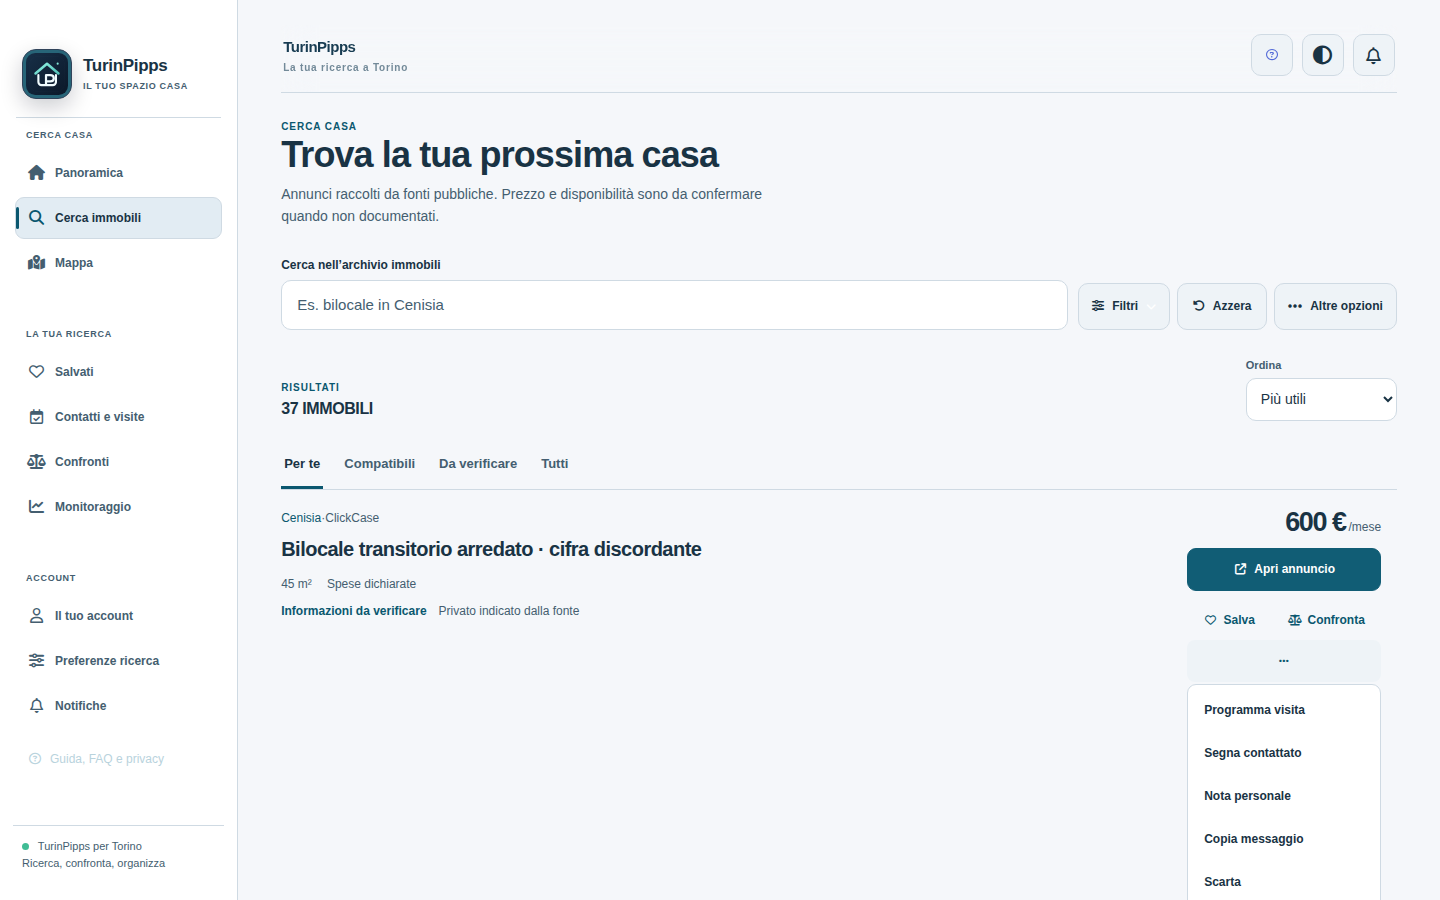 TurinPipps
IL TUO SPAZIO CASA
CERCA CASA
Panoramica
Cerca immobili
Mappa
LA TUA RICERCA
Salvati
Contatti e visite
Confronti
Monitoraggio
ACCOUNT
Il tuo account
Preferenze ricerca
Notifiche
Guida, FAQ e privacy
TurinPipps per Torino
Ricerca, confronta, organizza
TurinPipps
La tua ricerca a Torino
CERCA CASA
Trova la tua prossima casa
Annunci raccolti da fonti pubbliche. Prezzo e disponibilità sono da confermare
quando non documentati.
Cerca nell’archivio immobili
Es. bilocale in Cenisia
Filtri
Azzera
Altre opzioni
RISULTATI
37 IMMOBILI
Ordina
Più utili
Per te Compatibili Da verificare Tutti
Cenisia·ClickCase
Bilocale transitorio arredato · cifra discordante
45 m² Spese dichiarate
Informazioni da verificare Privato indicato dalla fonte
600 € /mese
Apri annuncio
Salva Confronta
···
Programma visita
Segna contattato
Nota personale
Copia messaggio
Scarta